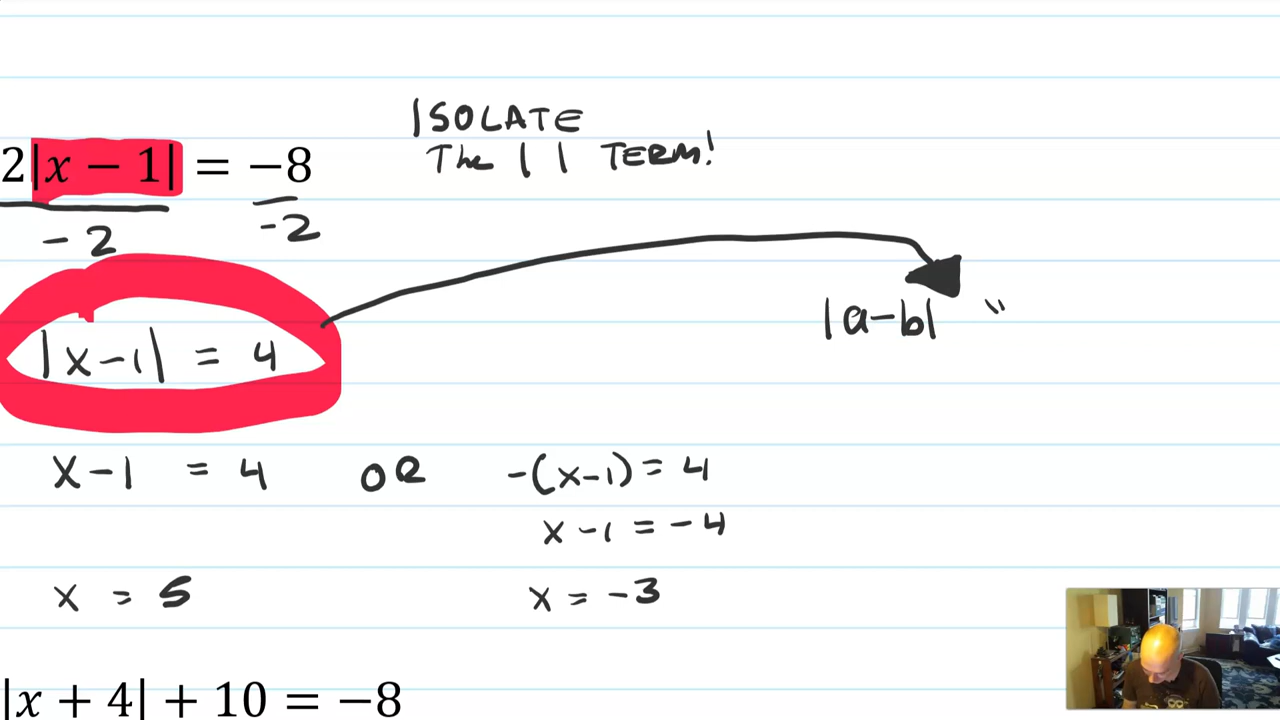 ISOLATE
The | | TERM!
2|x − 1| = −8
-2 -2
|a-b| "
|x-1| = 4
x-1 = 4 OR -(x-1) = 4
x -1 = -4
x = 5 x = -3
|x + 4| + 10 = −8